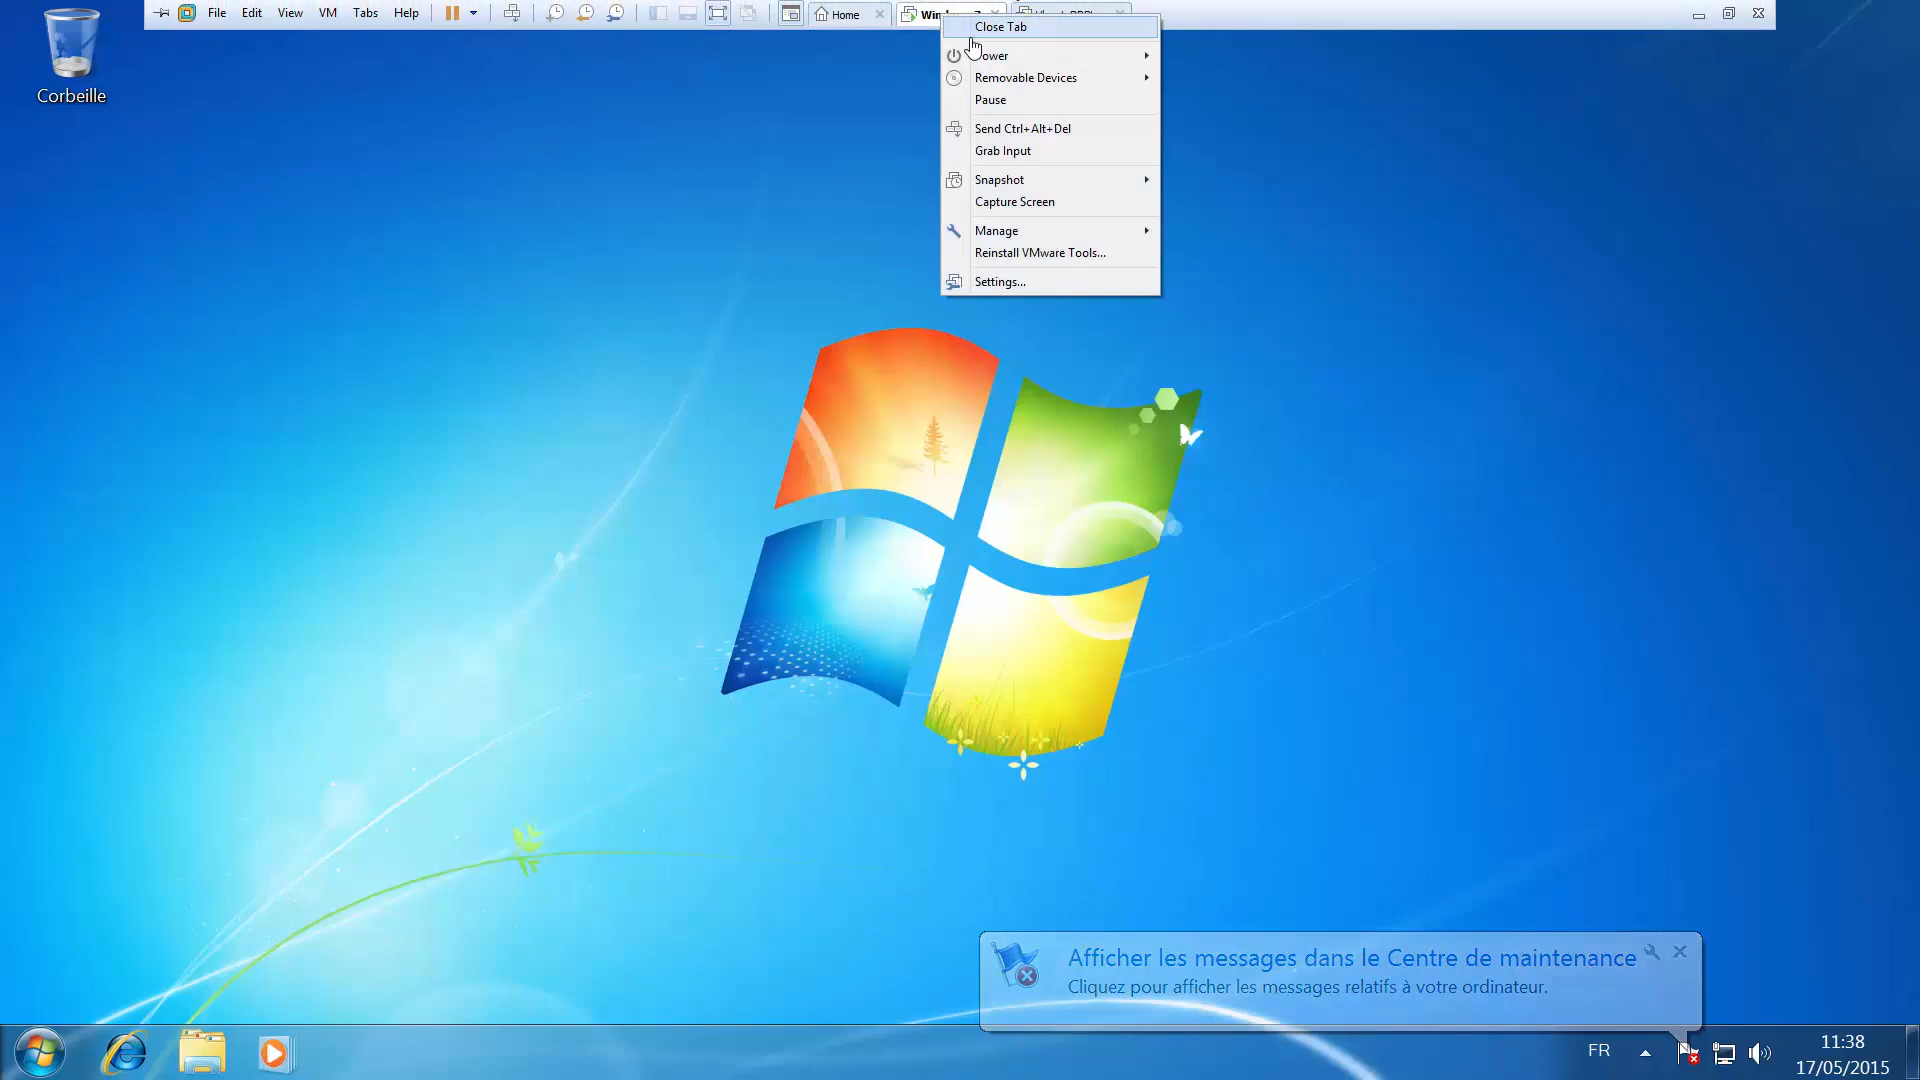 File Edit View VM Tabs Help Home
Close Tab
Power
Removable Devices
Pause
Send Ctrl+Alt+Del
Grab Input
Snapshot
Capture Screen
Manage
Reinstall VMware Tools...
Settings...
Corbeille
Afficher les messages dans le Centre de maintenance
Cliquez pour afficher les messages relatifs à votre ordinateur.
FR
11:38
17/05/2015